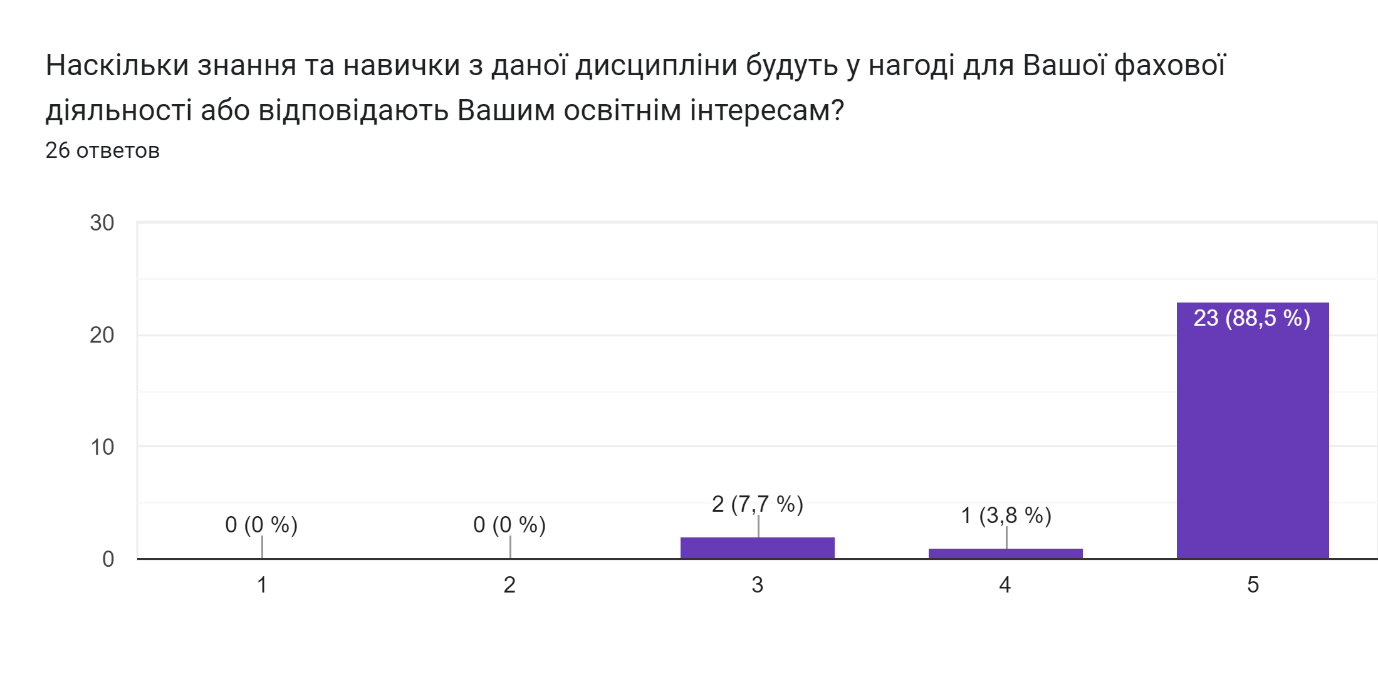 Наскільки знання та навички з даної дисципліни будуть у нагоді для Вашої фахової
діяльності або відповідають Вашим освітнім інтересам?
26 ответов
30
20
10
0
0 (0 %)
0 (0 %)
2 (7,7 %)
1 (3,8 %)
23 (88,5 %)
1
2
3
4
5